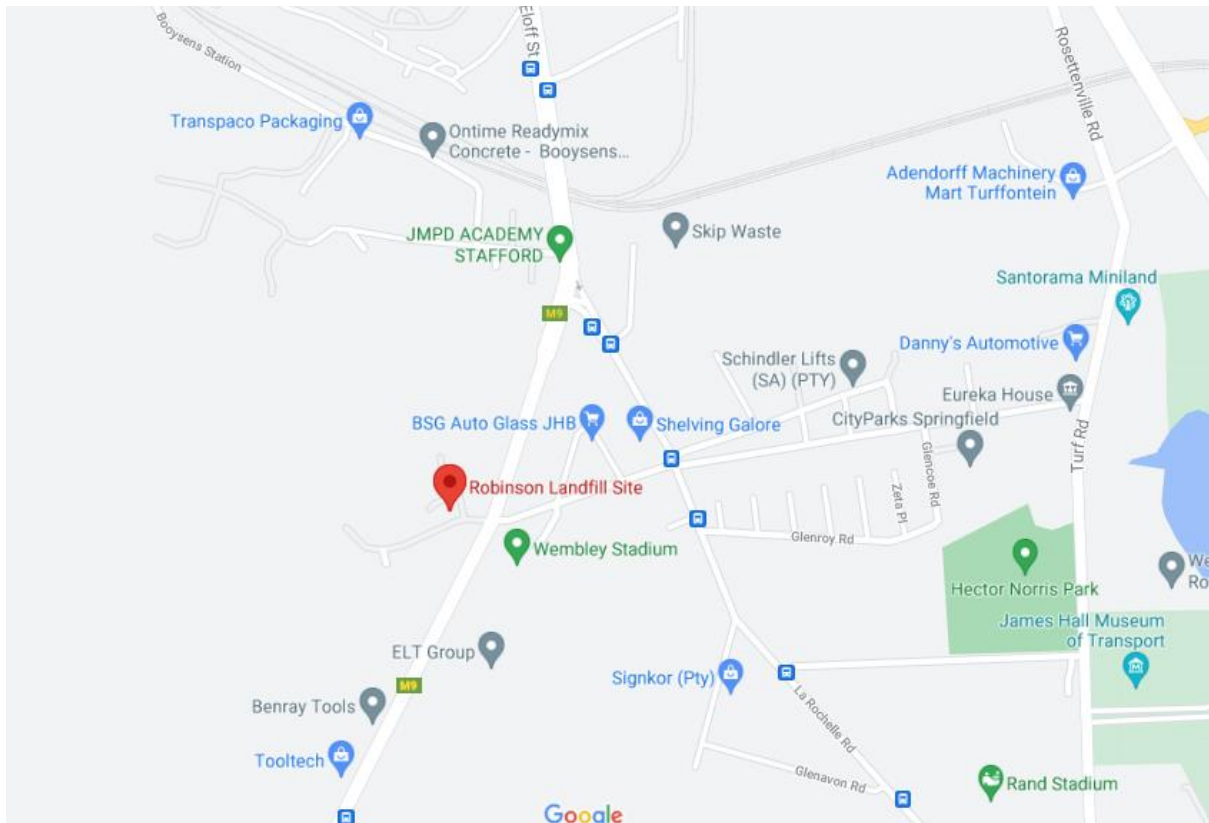 Eloff St
Booysens Station
Rosettenville Rd
Transpaco Packaging
Ontime Readymix
Concrete - Booysens...
Adendorff Machinery
Mart Turffontein
Skip Waste
JMPD ACADEMY
STAFFORD
Santorama Miniland
M9
Danny's Automotive
Schindler Lifts
(SA) (PTY)
Eureka House
BSG Auto Glass JHB
Shelving Galore
CityParks Springfield
Turf Rd
Glencoe Rd
Robinson Landfill Site
Zeta Pl
Wembley Stadium
Glenroy Rd
We
Ro
Hector Norris Park
James Hall Museum
of Transport
ELT Group
Signkor (Pty)
M9
La Rochelle Rd
Benray Tools
Tooltech
Glenavon Rd
Rand Stadium
Google